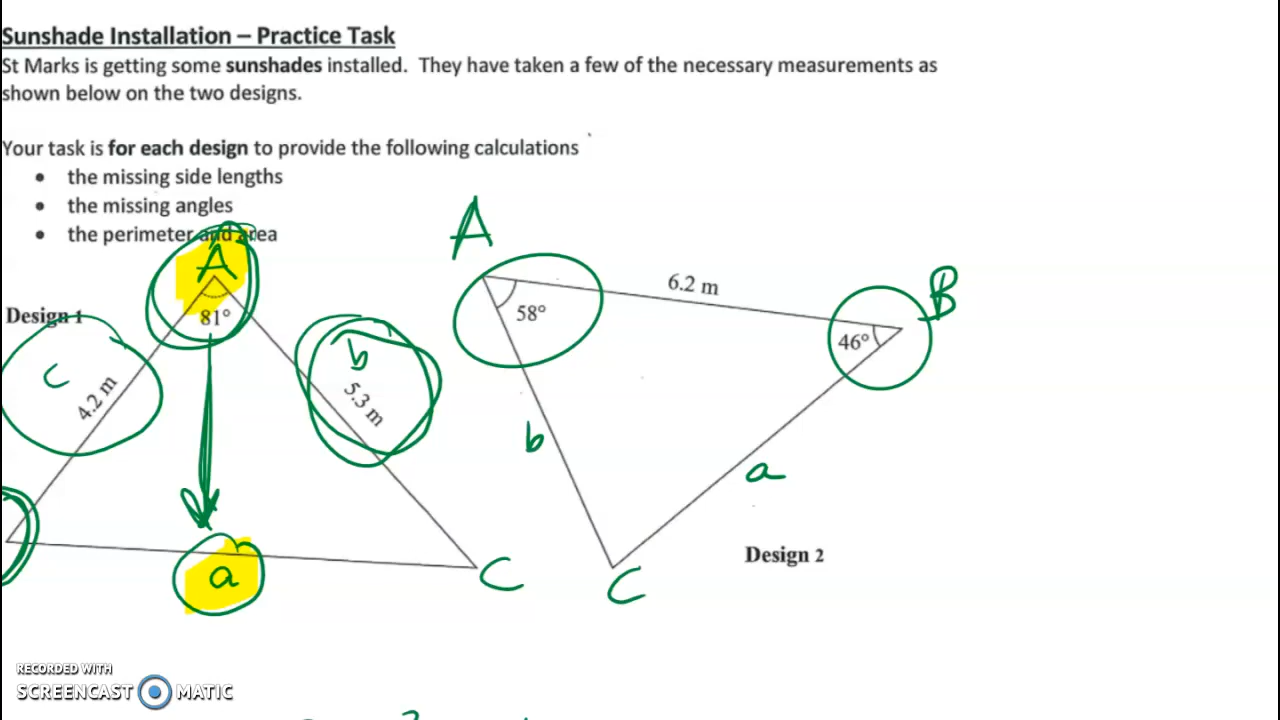 Sunshade Installation – Practice Task
St Marks is getting some sunshades installed. They have taken a few of the necessary measurements as
shown below on the two designs.
Your task is for each design to provide the following calculations
• the missing side lengths
• the missing angles
• the perimeter and area
Design 1
A
81°
c
4.2 m
b
5.3 m
a
C
A
58°
6.2 m
B
46°
b
a
C
Design 2
RECORDED WITH
SCREENCAST MATIC